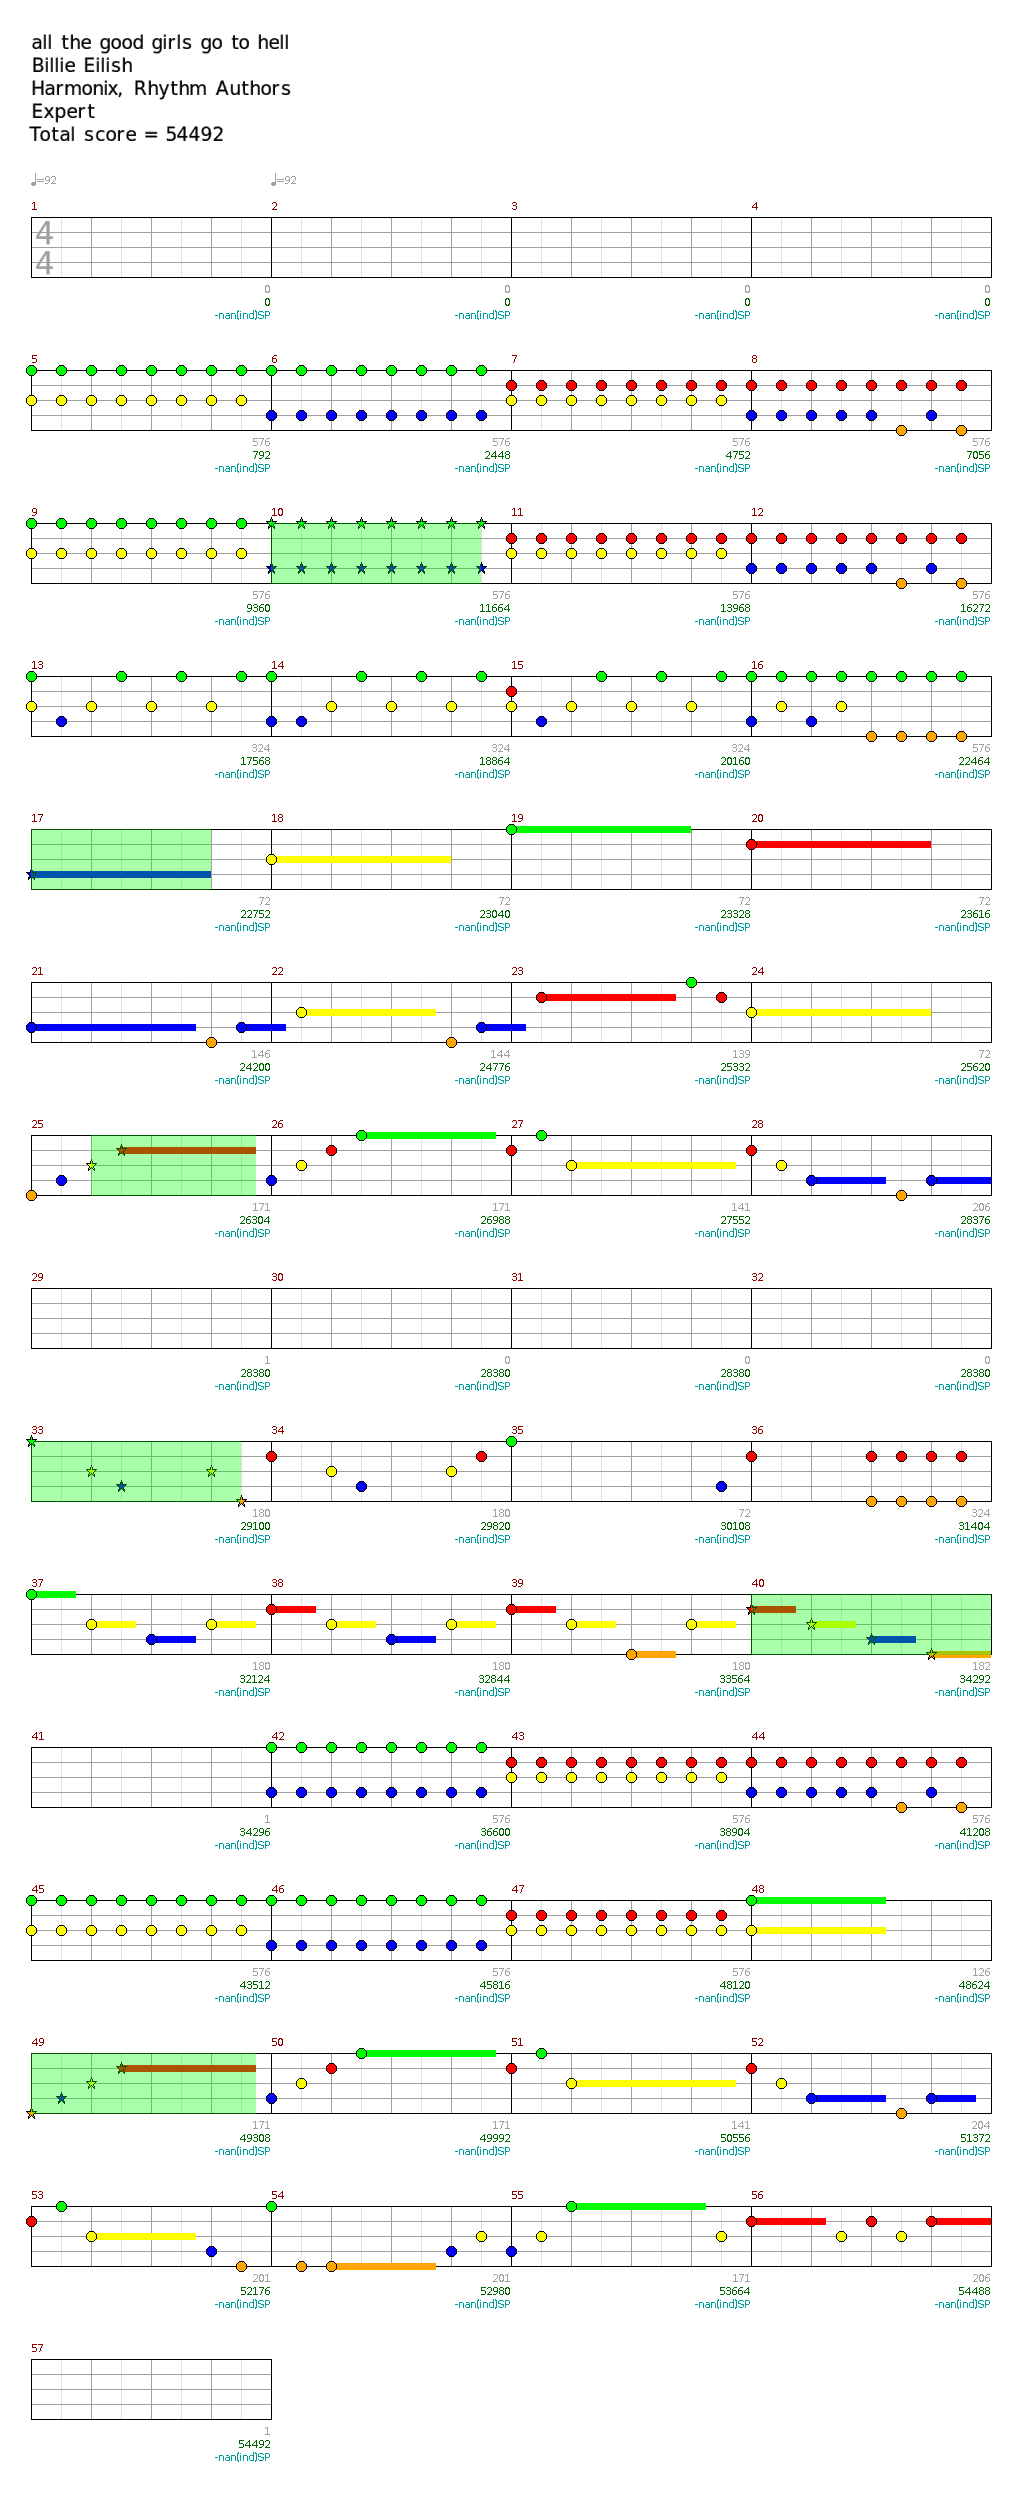 all the good girls go to hell
Billie Eilish
Harmonix, Rhythm Authors
Expert
Total score = 54492
♩=92 ♩=92
1 2 3 4
4
4
0 0 0 0
0 0 0 0
-nan(ind)SP -nan(ind)SP -nan(ind)SP -nan(ind)SP
5 6 7 8
576 576 576 576
792 2448 4752 7056
-nan(ind)SP -nan(ind)SP -nan(ind)SP -nan(ind)SP
9 10 11 12
576 576 576 576
9360 11664 13968 16272
-nan(ind)SP -nan(ind)SP -nan(ind)SP -nan(ind)SP
13 14 15 16
324 324 324 576
17568 18864 20160 22464
-nan(ind)SP -nan(ind)SP -nan(ind)SP -nan(ind)SP
17 18 19 20
72 72 72 72
22752 23040 23328 23616
-nan(ind)SP -nan(ind)SP -nan(ind)SP -nan(ind)SP
21 22 23 24
146 144 139 72
24200 24776 25332 25620
-nan(ind)SP -nan(ind)SP -nan(ind)SP -nan(ind)SP
25 26 27 28
171 171 141 206
26304 26988 27552 28376
-nan(ind)SP -nan(ind)SP -nan(ind)SP -nan(ind)SP
29 30 31 32
1 0 0 0
28380 28380 28380 28380
-nan(ind)SP -nan(ind)SP -nan(ind)SP -nan(ind)SP
33 34 35 36
180 180 72 324
29100 29820 30108 31404
-nan(ind)SP -nan(ind)SP -nan(ind)SP -nan(ind)SP
37 38 39 40
180 180 180 182
32124 32844 33564 34292
-nan(ind)SP -nan(ind)SP -nan(ind)SP -nan(ind)SP
41 42 43 44
1 576 576 576
34296 36600 38904 41208
-nan(ind)SP -nan(ind)SP -nan(ind)SP -nan(ind)SP
45 46 47 48
576 576 576 126
43512 45816 48120 48624
-nan(ind)SP -nan(ind)SP -nan(ind)SP -nan(ind)SP
49 50 51 52
171 171 141 204
49308 49992 50556 51372
-nan(ind)SP -nan(ind)SP -nan(ind)SP -nan(ind)SP
53 54 55 56
201 201 171 206
52176 52980 53664 54488
-nan(ind)SP -nan(ind)SP -nan(ind)SP -nan(ind)SP
57
1
54492
-nan(ind)SP